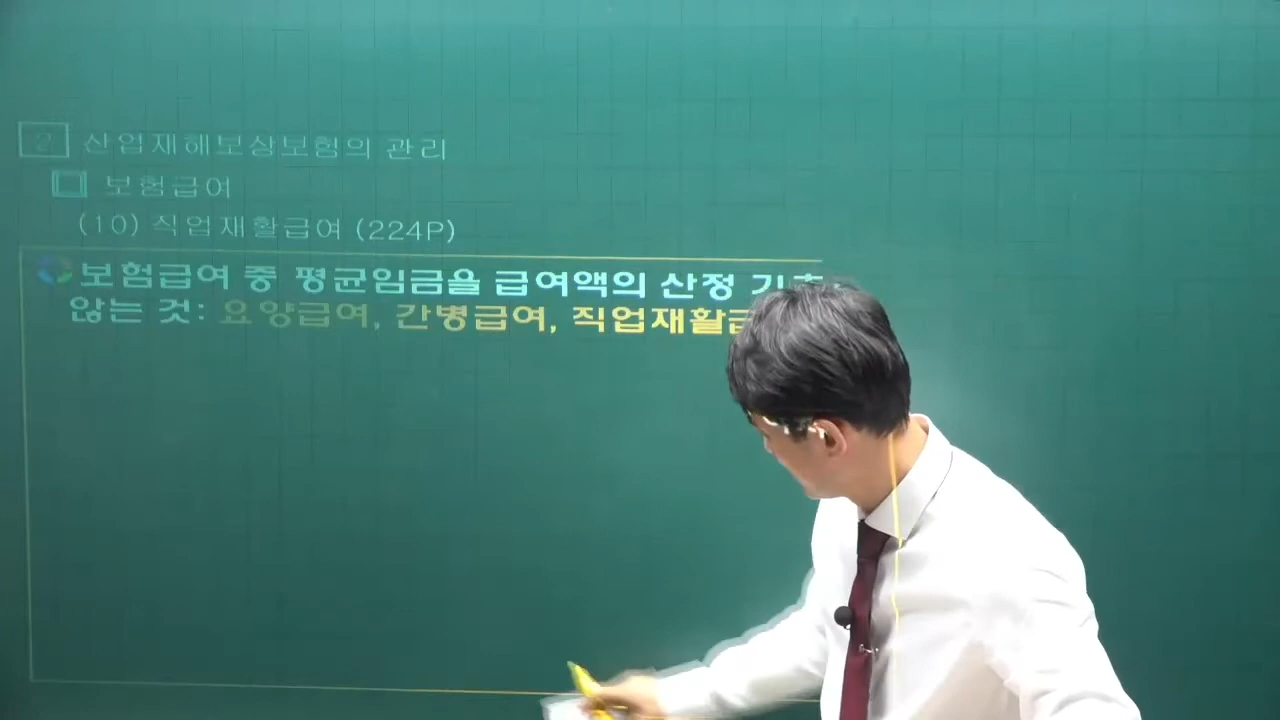 2 산업재해보상보험의 관리
보험급여
(10) 직업재활급여 (224P)
보험급여 중 평균임금을 급여액의 산정
않는 것: 요양급여, 간병급여, 직업재활급